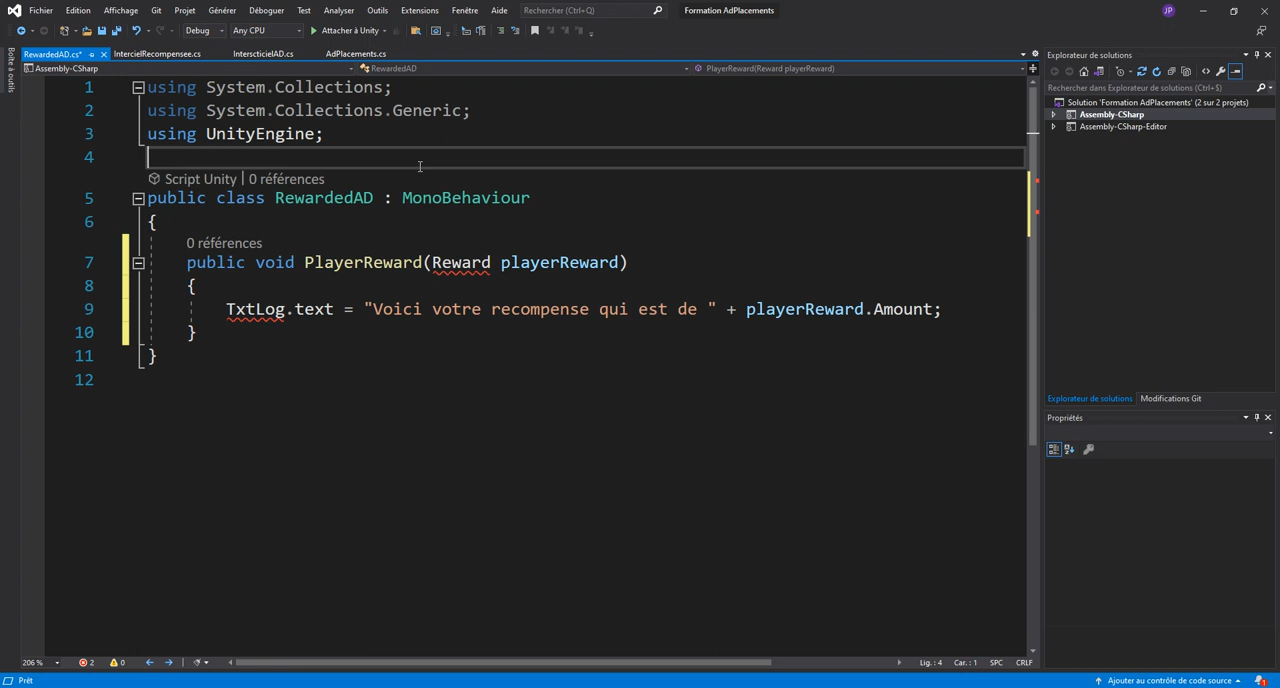 Fichier Edition Affichage Git Projet Générer Déboguer Test Analyser Outils Extensions Fenêtre Aide Rechercher (Ctrl+Q) Formation AdPlacements JP
Debug Any CPU Attacher à Unity
RewardedAD.cs* IntercielRecompensee.cs IntersticielAD.cs AdPlacements.cs
Boîte à outils
Assembly-CSharp RewardedAD PlayerReward(Reward playerReward)
1 using System.Collections;
2 using System.Collections.Generic;
3 using UnityEngine;
4
Script Unity | 0 références
5 public class RewardedAD : MonoBehaviour
6 {
0 références
7 public void PlayerReward(Reward playerReward)
8 {
9 TxtLog.text = "Voici votre recompense qui est de " + playerReward.Amount;
10 }
11 }
12
206 % 2 0 Lig. : 4 Car. : 1 SPC CRLF
Explorateur de solutions
Rechercher dans Explorateur de solutions (Ctrl+$)
Solution 'Formation AdPlacements' (2 sur 2 projets)
Assembly-CSharp
Assembly-CSharp-Editor
Explorateur de solutions Modifications Git
Propriétés
Prêt Ajouter au contrôle de code source 1